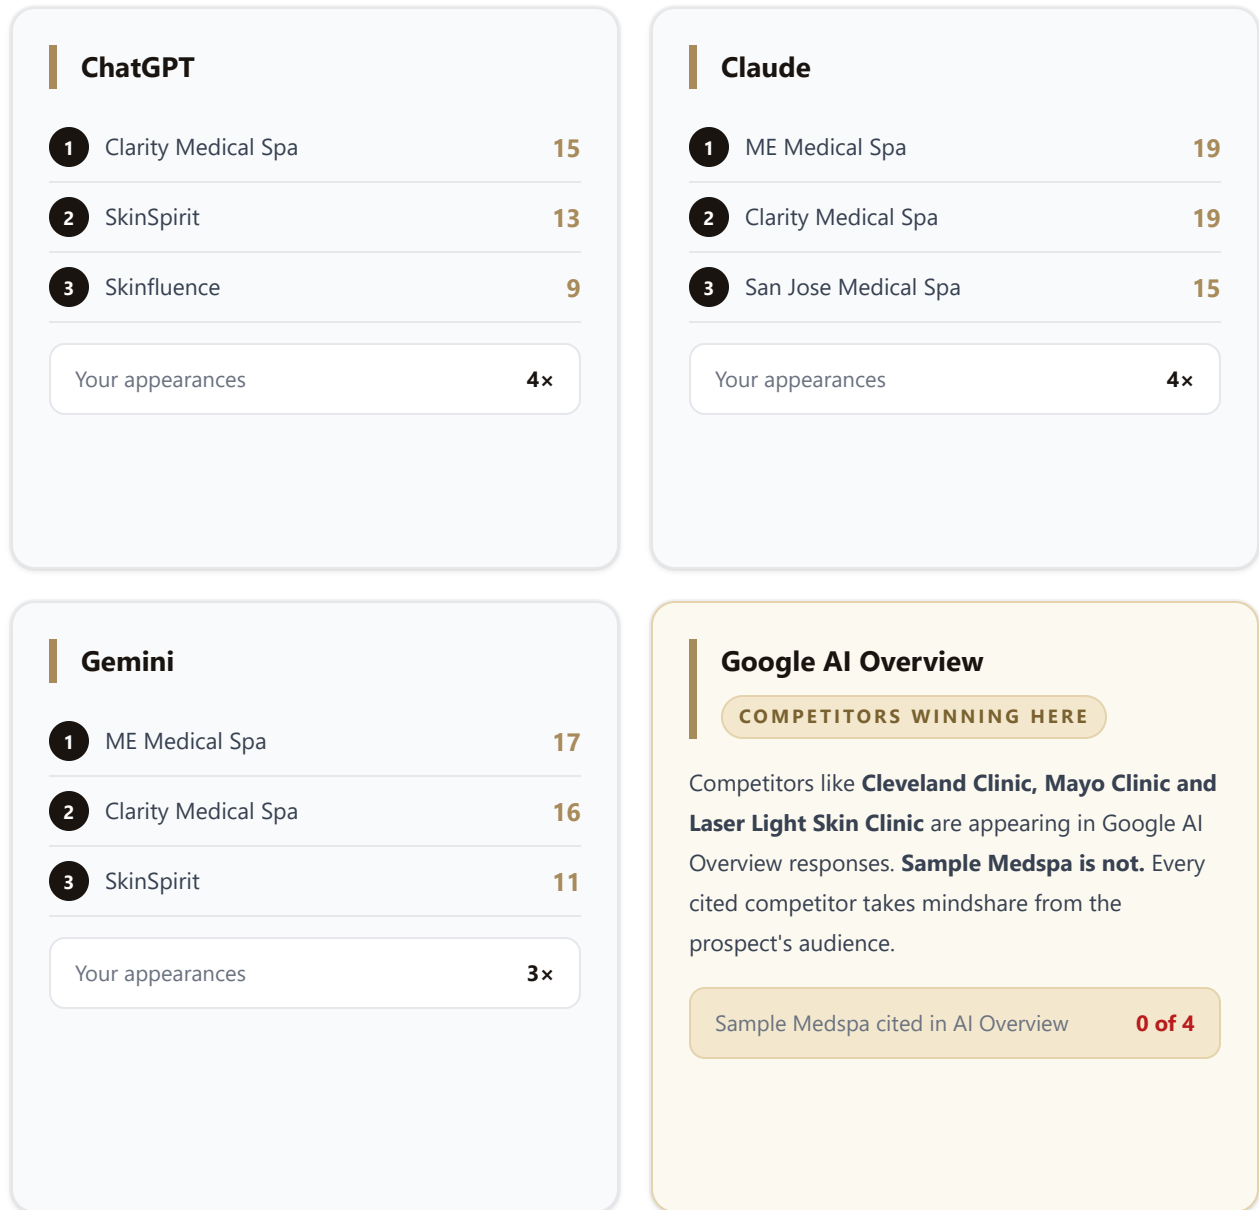 ChatGPT
1 Clarity Medical Spa 15
2 SkinSpirit 13
3 Skinfluence 9
Your appearances 4×
Claude
1 ME Medical Spa 19
2 Clarity Medical Spa 19
3 San Jose Medical Spa 15
Your appearances 4×
Gemini
1 ME Medical Spa 17
2 Clarity Medical Spa 16
3 SkinSpirit 11
Your appearances 3×
Google AI Overview
COMPETITORS WINNING HERE
Competitors like Cleveland Clinic, Mayo Clinic and
Laser Light Skin Clinic are appearing in Google AI
Overview responses. Sample Medspa is not. Every
cited competitor takes mindshare from the
prospect's audience.
Sample Medspa cited in AI Overview 0 of 4